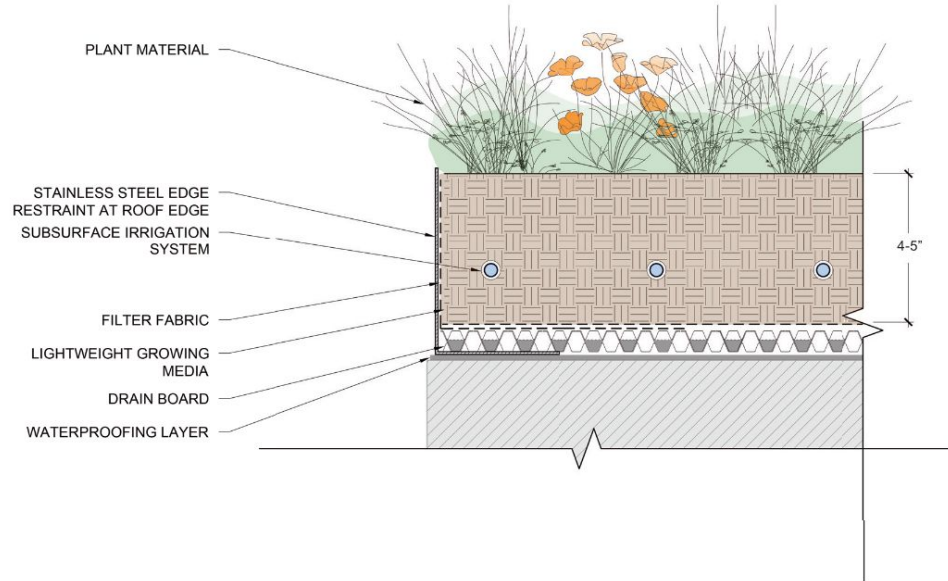 PLANT MATERIAL
STAINLESS STEEL EDGE
RESTRAINT AT ROOF EDGE
SUBSURFACE IRRIGATION
SYSTEM
4-5"
FILTER FABRIC
LIGHTWEIGHT GROWING
MEDIA
DRAIN BOARD
WATERPROOFING LAYER